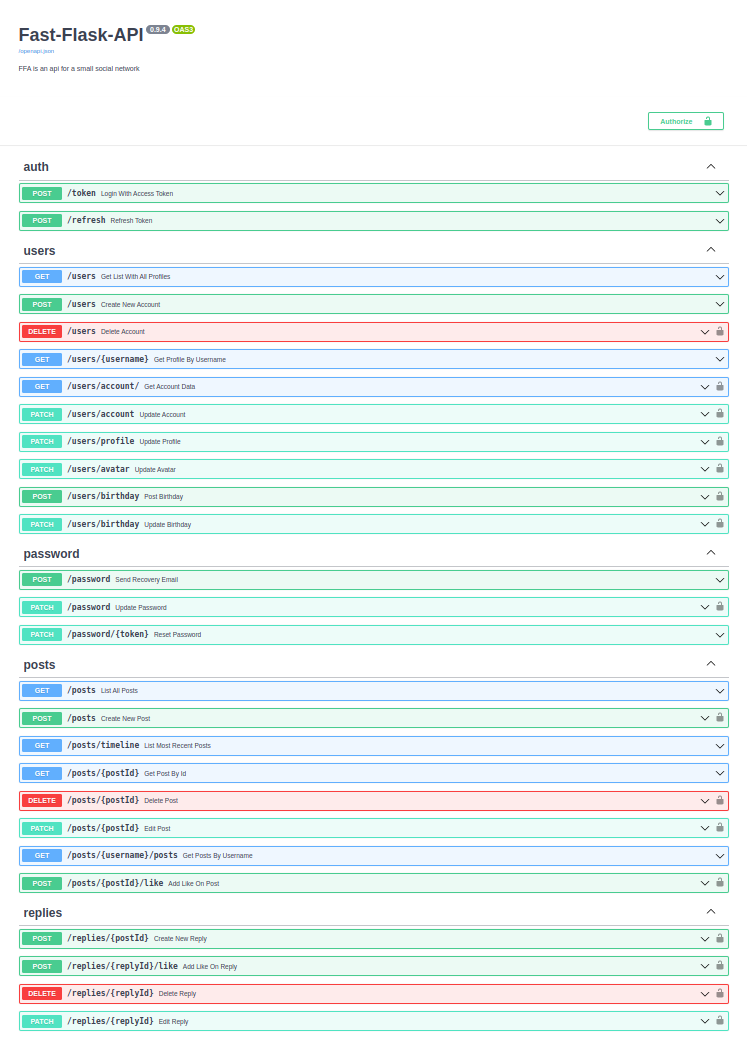 Fast-Flask-API 0.9.4 OAS3
/openapi.json
FFA is an api for a small social network
Authorize
auth
POST /token Login With Access Token
POST /refresh Refresh Token
users
GET /users Get List With All Profiles
POST /users Create New Account
DELETE /users Delete Account
GET /users/{username} Get Profile By Username
GET /users/account/ Get Account Data
PATCH /users/account Update Account
PATCH /users/profile Update Profile
PATCH /users/avatar Update Avatar
POST /users/birthday Post Birthday
PATCH /users/birthday Update Birthday
password
POST /password Send Recovery Email
PATCH /password Update Password
PATCH /password/{token} Reset Password
posts
GET /posts List All Posts
POST /posts Create New Post
GET /posts/timeline List Most Recent Posts
GET /posts/{postId} Get Post By Id
DELETE /posts/{postId} Delete Post
PATCH /posts/{postId} Edit Post
GET /posts/{username}/posts Get Posts By Username
POST /posts/{postId}/like Add Like On Post
replies
POST /replies/{postId} Create New Reply
POST /replies/{replyId}/like Add Like On Reply
DELETE /replies/{replyId} Delete Reply
PATCH /replies/{replyId} Edit Reply